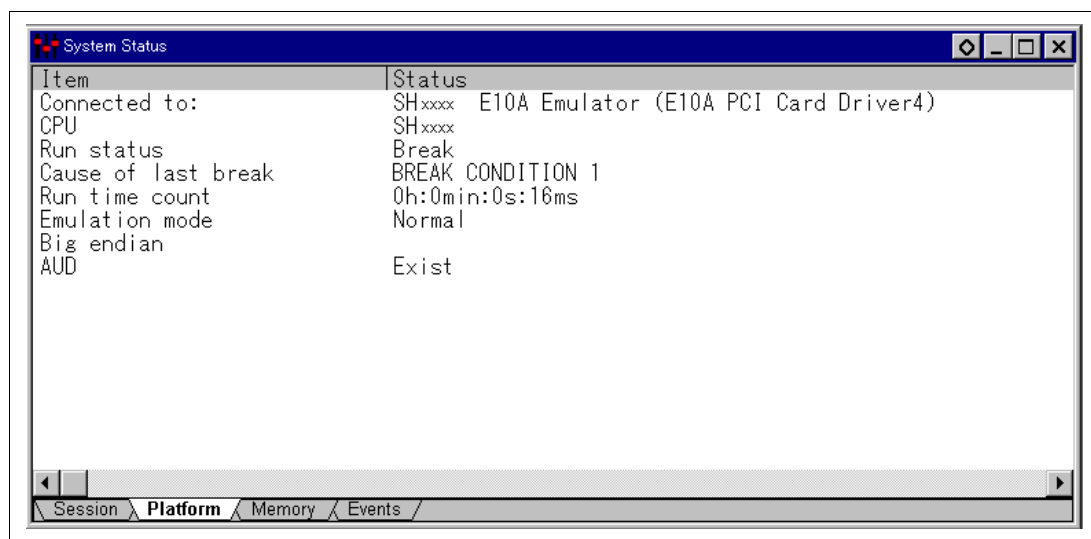 System Status
Item Status
Connected to: SHxxxx E10A Emulator (E10A PCI Card Driver4)
CPU SHxxxx
Run status Break
Cause of last break BREAK CONDITION 1
Run time count 0h:0min:0s:16ms
Emulation mode Normal
Big endian
AUD Exist
Session Platform Memory Events